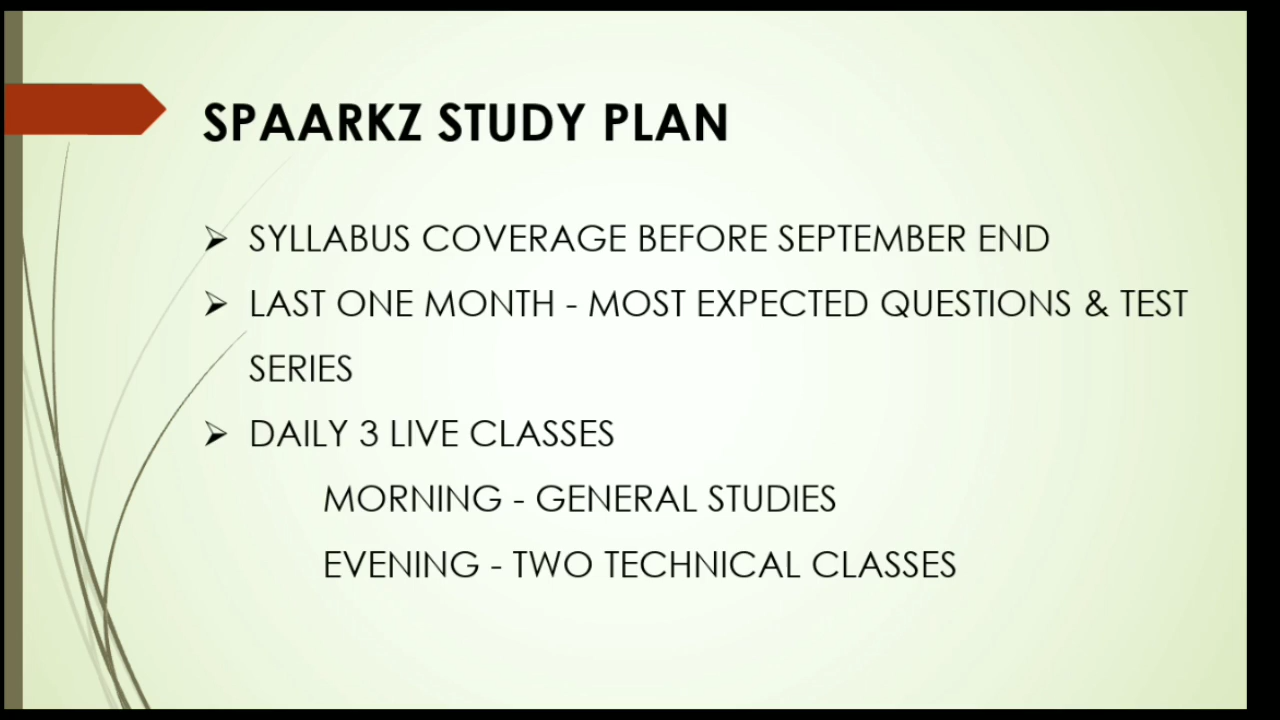 SPAARKZ STUDY PLAN
➢ SYLLABUS COVERAGE BEFORE SEPTEMBER END
➢ LAST ONE MONTH - MOST EXPECTED QUESTIONS & TEST
SERIES
➢ DAILY 3 LIVE CLASSES
MORNING - GENERAL STUDIES
EVENING - TWO TECHNICAL CLASSES